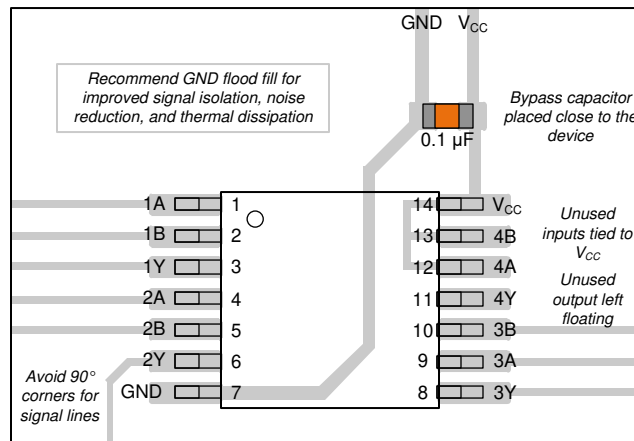 GND VCC
Recommend GND flood fill for
improved signal isolation, noise
reduction, and thermal dissipation
Bypass capacitor
placed close to the
device
0.1 µF
1A 1 14 VCC
1B 2 13 4B
1Y 3 12 4A
2A 4 11 4Y
2B 5 10 3B
2Y 6 9 3A
GND 7 8 3Y
Unused
inputs tied to
VCC
Unused
output left
floating
Avoid 90°
corners for
signal lines